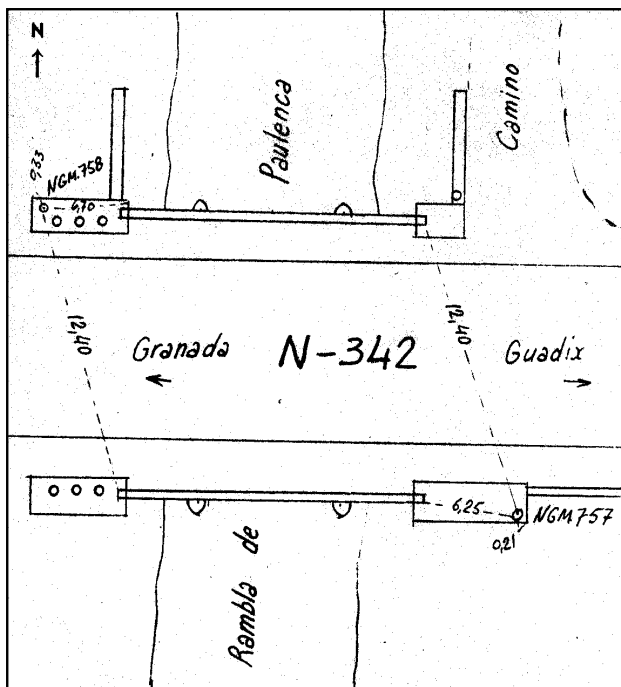 N
Paulenca
Camino
0,33
NGM.758
6,70
12,40
12,40
Granada
N-342
Guadix
6,25
NGM.757
0,21
Rambla de